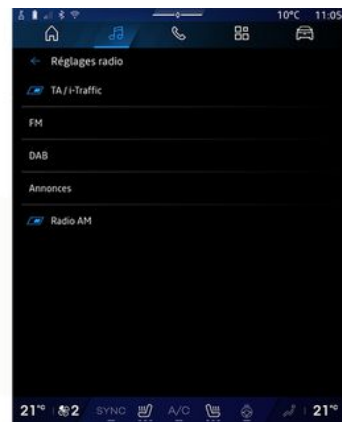 10°C 11:05
Réglages radio
TA / i-Traffic
FM
DAB
Annonces
Radio AM
21°C 2 SYNC A/C 21°C